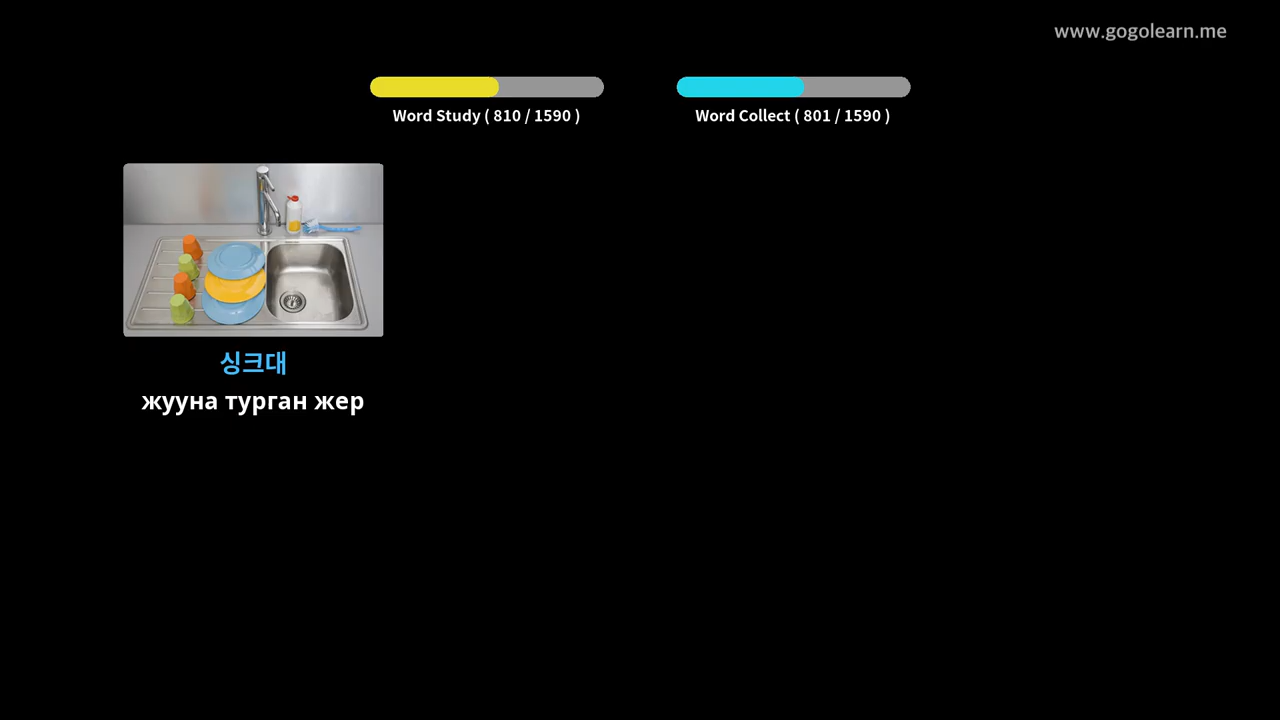 www.gogolearn.me
Word Study ( 810 / 1590 )
Word Collect ( 801 / 1590 )
싱크대
жууна турган жер